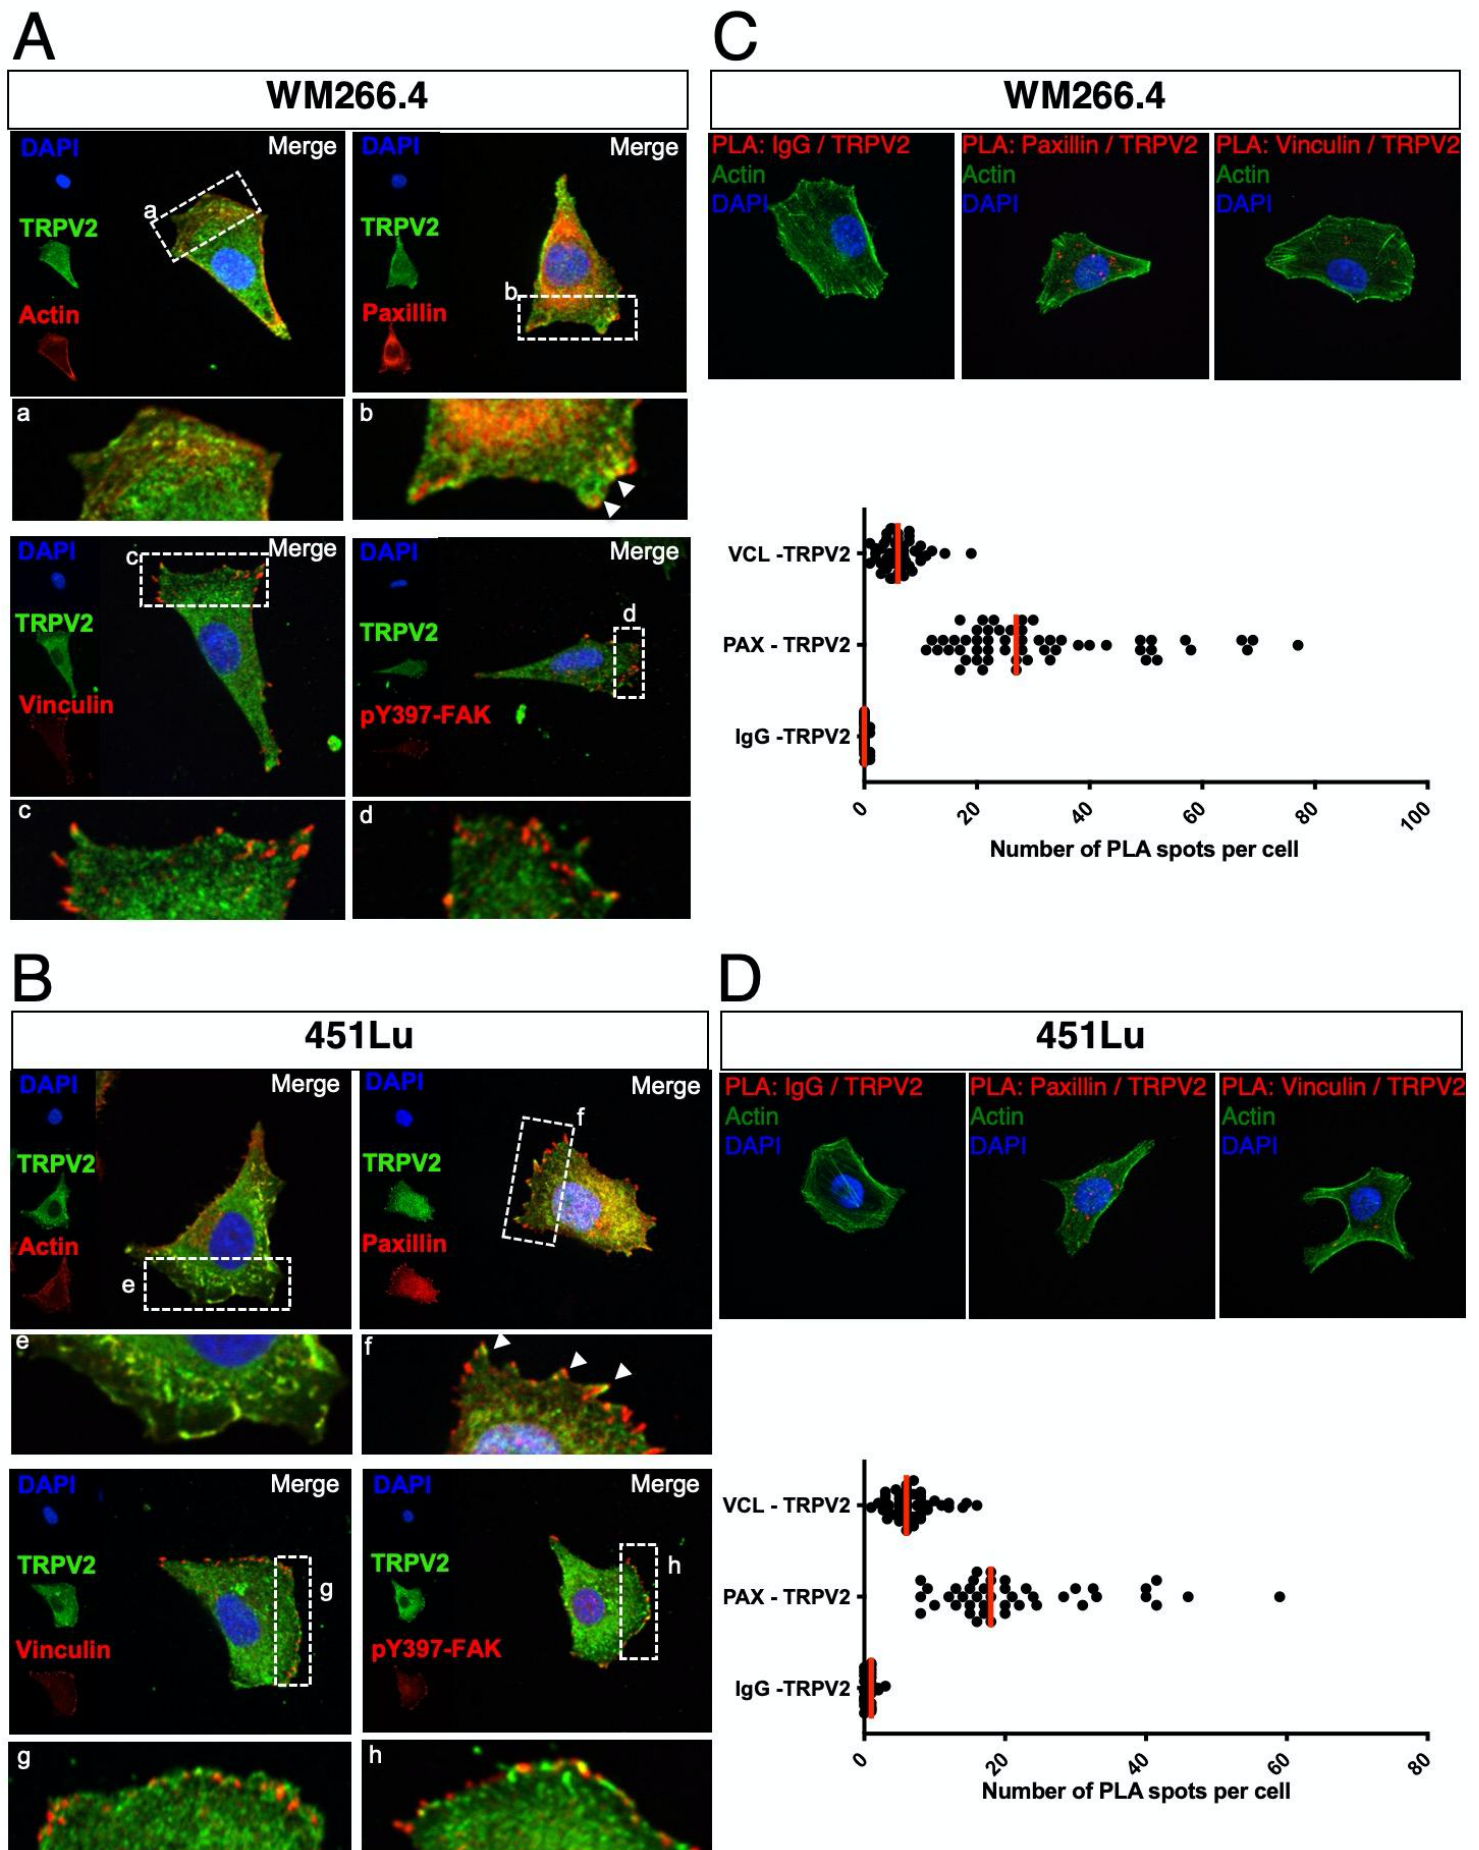 A
WM266.4
DAPI
Merge
a
TRPV2
Actin
DAPI
Merge
TRPV2
b
Paxillin
a
b
DAPI
c
Merge
TRPV2
Vinculin
DAPI
Merge
d
TRPV2
pY397-FAK
c
d
B
451Lu
DAPI
Merge
TRPV2
Actin
e
DAPI
Merge
f
TRPV2
Paxillin
e
f
DAPI
Merge
TRPV2
g
Vinculin
DAPI
Merge
TRPV2
h
pY397-FAK
g
h
C
WM266.4
PLA: IgG / TRPV2
Actin
DAPI
PLA: Paxillin / TRPV2
Actin
DAPI
PLA: Vinculin / TRPV2
Actin
DAPI
VCL -TRPV2
PAX - TRPV2
IgG -TRPV2
0 20 40 60 80 100
Number of PLA spots per cell
D
451Lu
PLA: IgG / TRPV2
Actin
DAPI
PLA: Paxillin / TRPV2
Actin
DAPI
PLA: Vinculin / TRPV2
Actin
DAPI
VCL - TRPV2
PAX - TRPV2
IgG -TRPV2
0 20 40 60 80
Number of PLA spots per cell